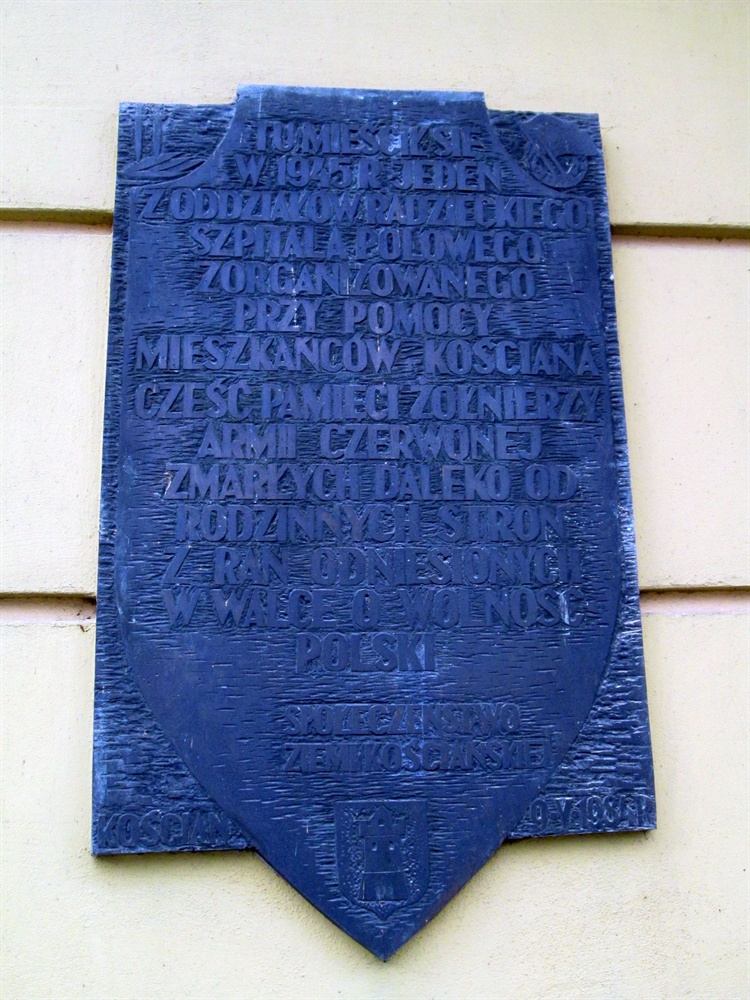 TU MIEŚCIŁ SIĘ
W 1945 R. JEDEN
Z ODDZIAŁÓW RADZIECKIEGO
SZPITALA POLOWEGO
ZORGANIZOWANEGO
PRZY POMOCY
MIESZKAŃCÓW KOŚCIANA
CZEŚĆ PAMIĘCI ŻOŁNIERZY
ARMII CZERWONEJ
ZMARŁYCH DALEKO OD
RODZINNYCH STRON
Z RAN ODNIESIONYCH
W WALCE O WOLNOŚĆ
POLSKI
SPOŁECZEŃSTWO
ZIEMI KOŚCIAŃSKIEJ
KOŚCIAN